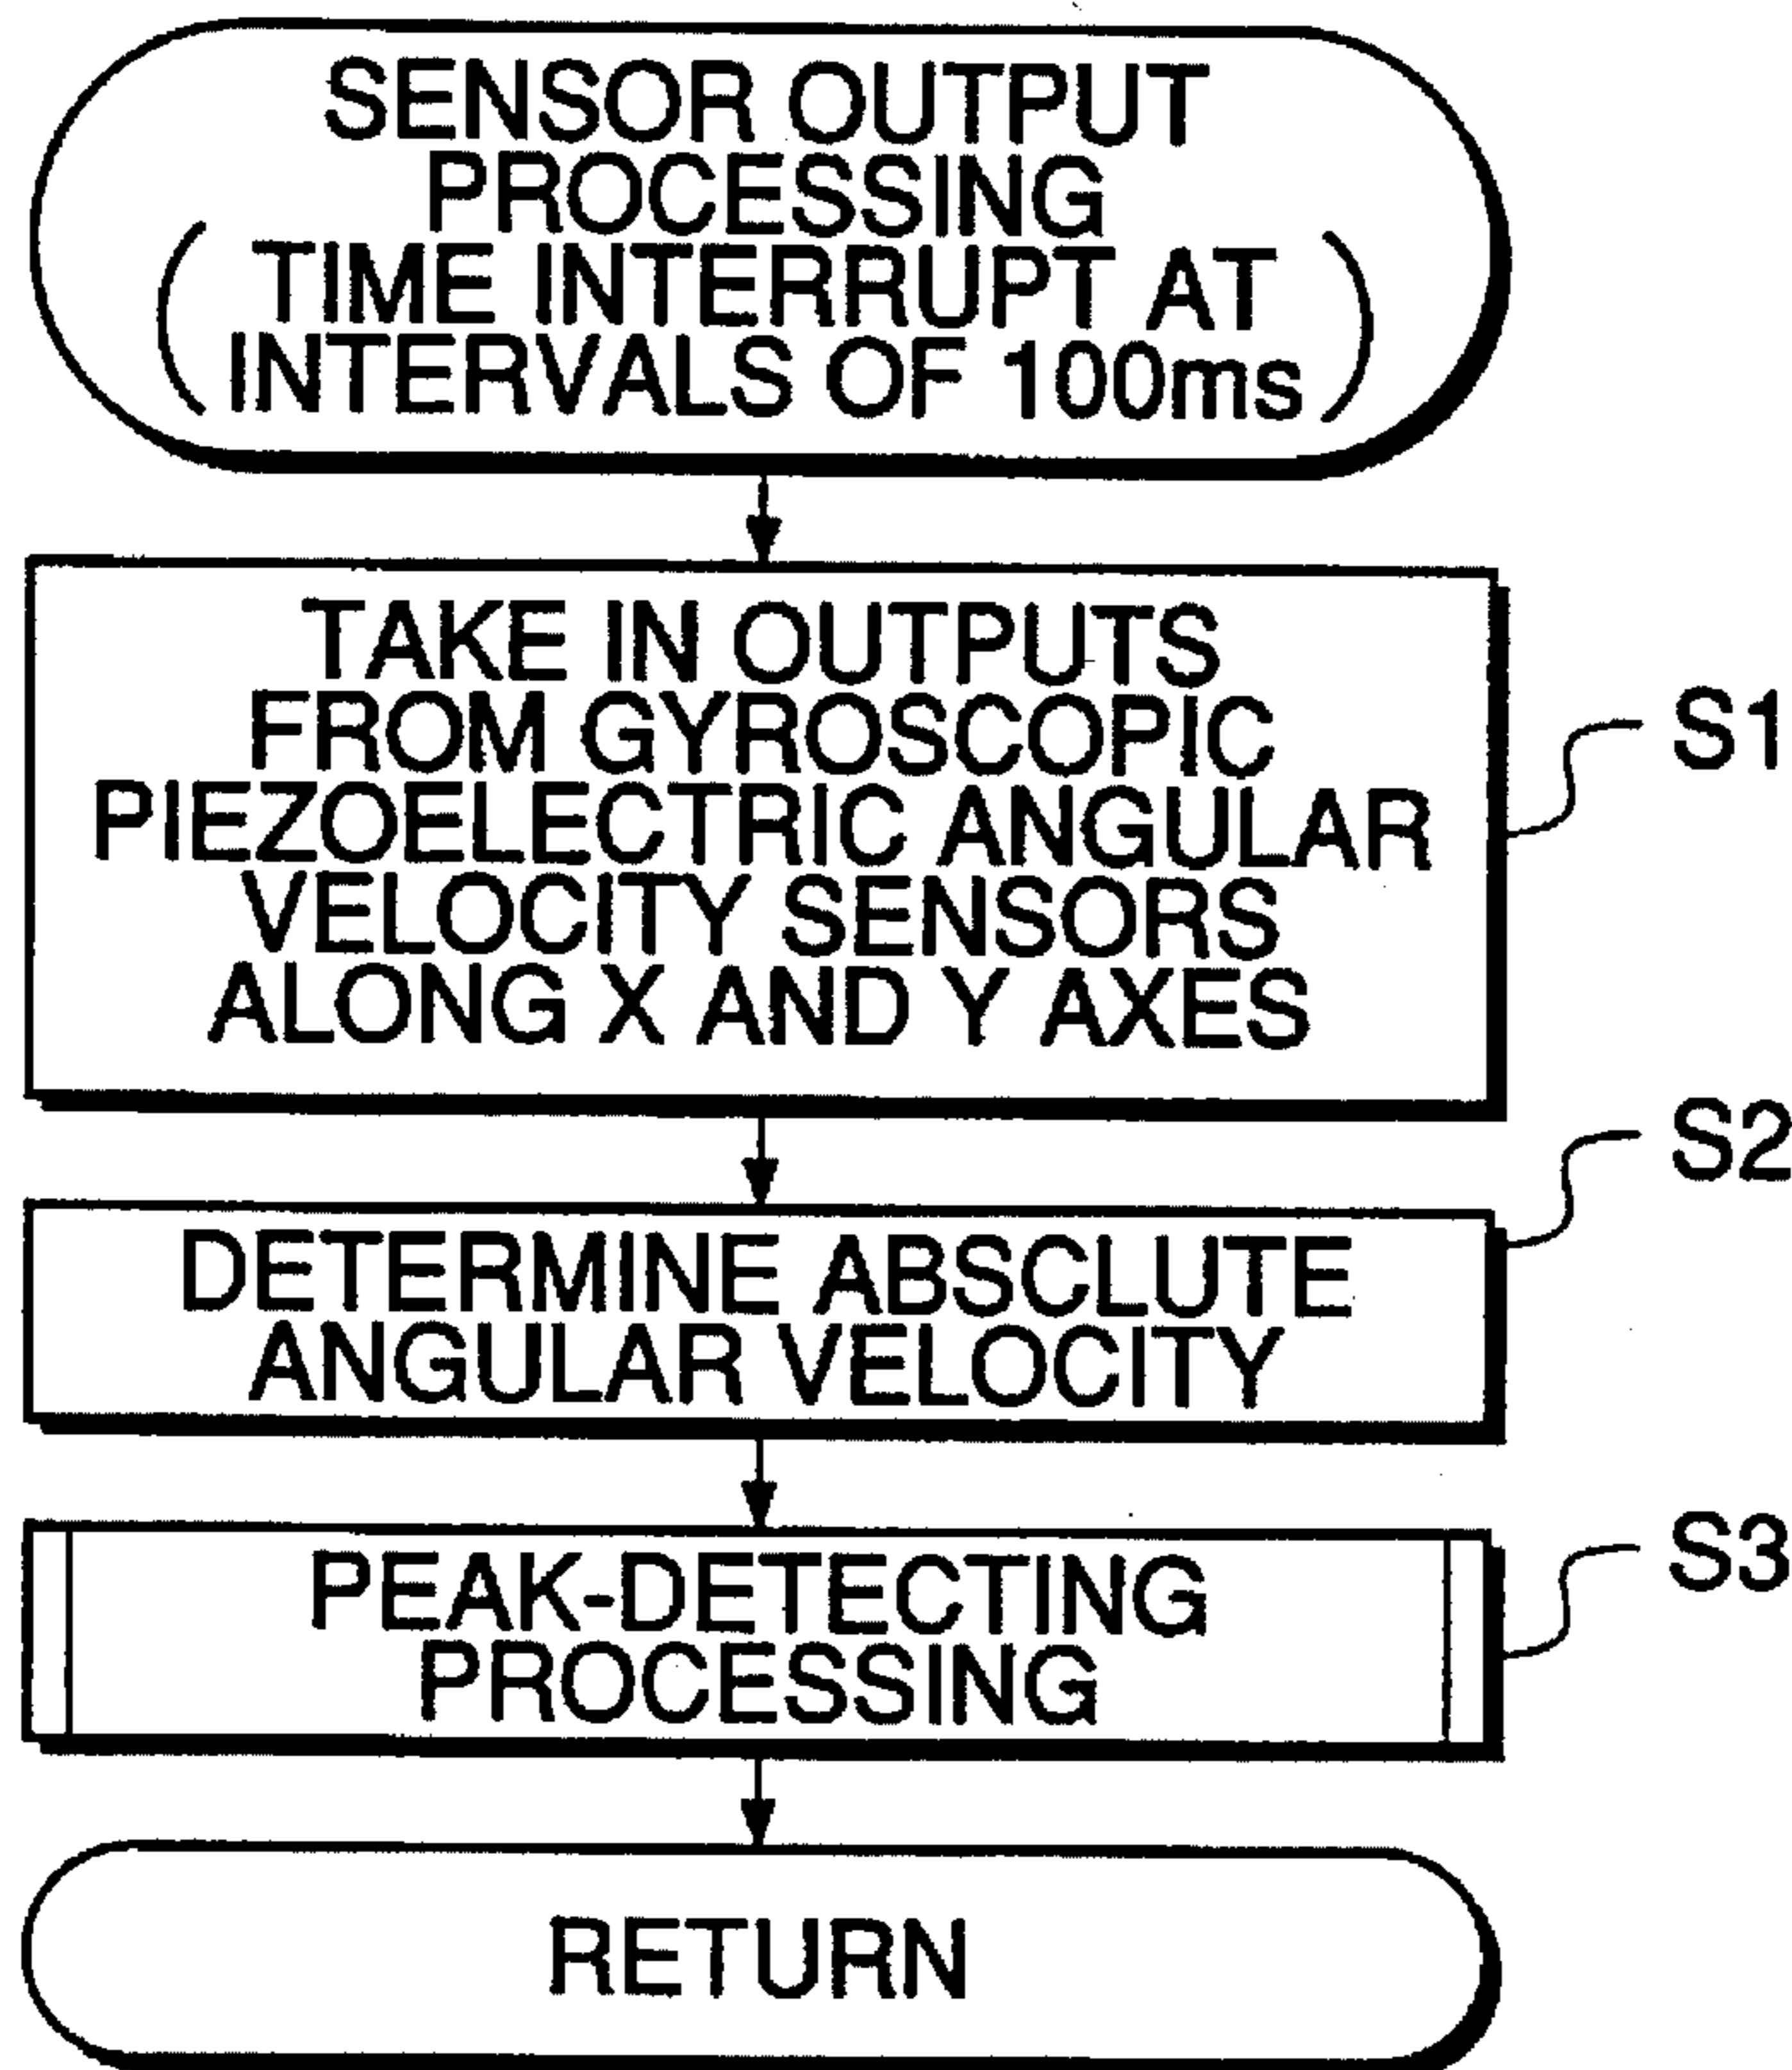 SENSOR OUTPUT
PROCESSING
(TIME INTERRUPT AT
INTERVALS OF 100ms)
TAKE IN OUTPUTS
FROM GYROSCOPIC
PIEZOELECTRIC ANGULAR
VELOCITY SENSORS
ALONG X AND Y AXES
S1
S2
DETERMINE ABSCLUTE
ANGULAR VELOCITY
S3
PEAK-DETECTING
PROCESSING
RETURN